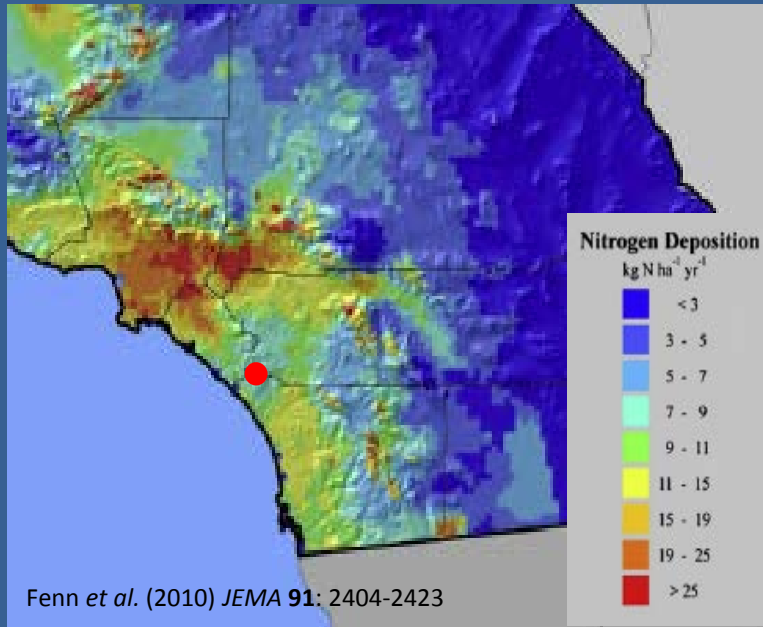 Nitrogen Deposition
kg N ha⁻¹ yr⁻¹
< 3
3 - 5
5 - 7
7 - 9
9 - 11
11 - 15
15 - 19
19 - 25
> 25
Fenn et al. (2010) JEMA 91: 2404-2423